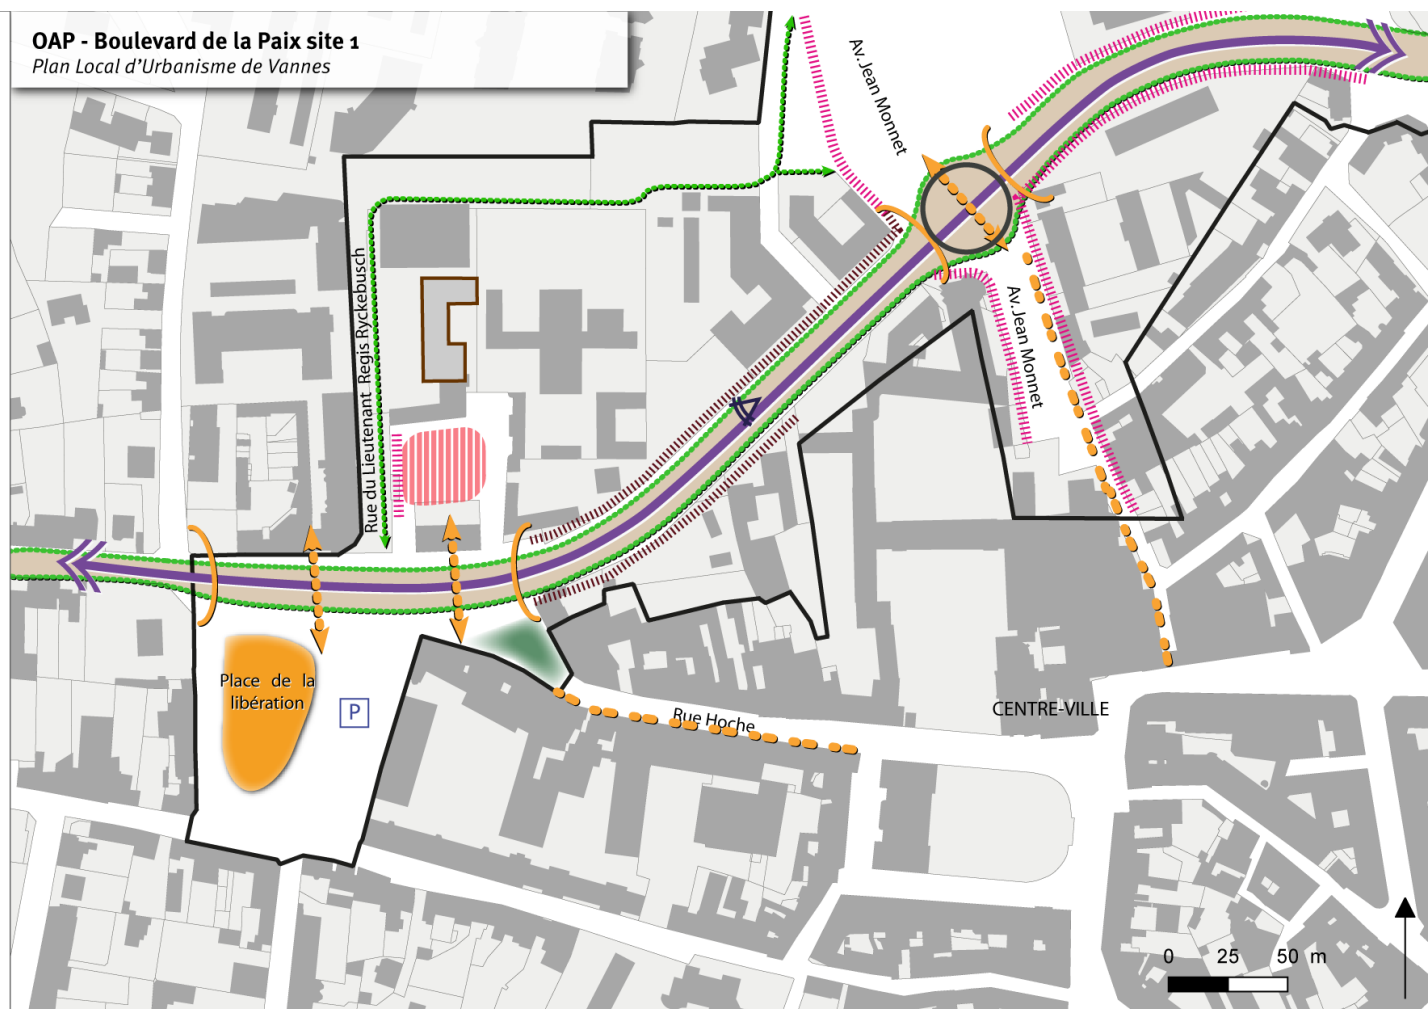 OAP - Boulevard de la Paix site 1
Plan Local d'Urbanisme de Vannes
Av. Jean Monnet
Rue du Lieutenant Regis Ryckebusch
Av. Jean Monnet
Place de la
libération
P
Rue Hoche
CENTRE-VILLE
0 25 50 m